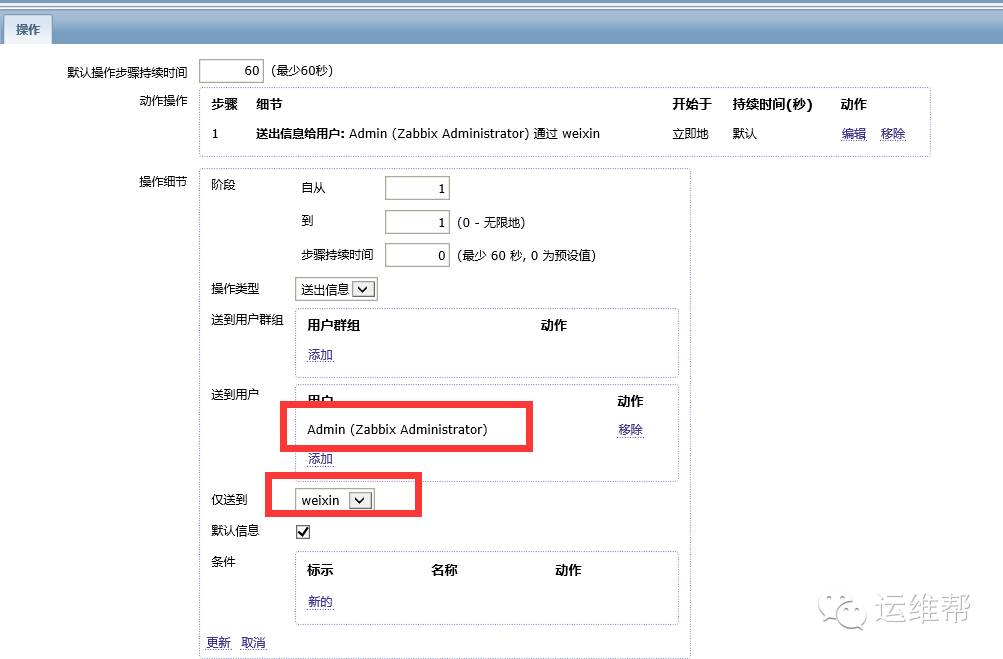 操作
默认操作步骤持续时间 60 (最少60秒)
动作操作 步骤 细节 开始于 持续时间(秒) 动作
1 送出信息给用户: Admin (Zabbix Administrator) 通过 weixin 立即地 默认 编辑 移除
操作细节 阶段 自从 1
到 1 (0 - 无限地)
步骤持续时间 0 (最少 60 秒, 0 为预设值)
操作类型 送出信息
送到用户群组 用户群组 动作
添加
送到用户 用户 动作
Admin (Zabbix Administrator) 移除
添加
仅送到 weixin
默认信息
条件 标示 名称 动作
新的
运维帮
更新 取消